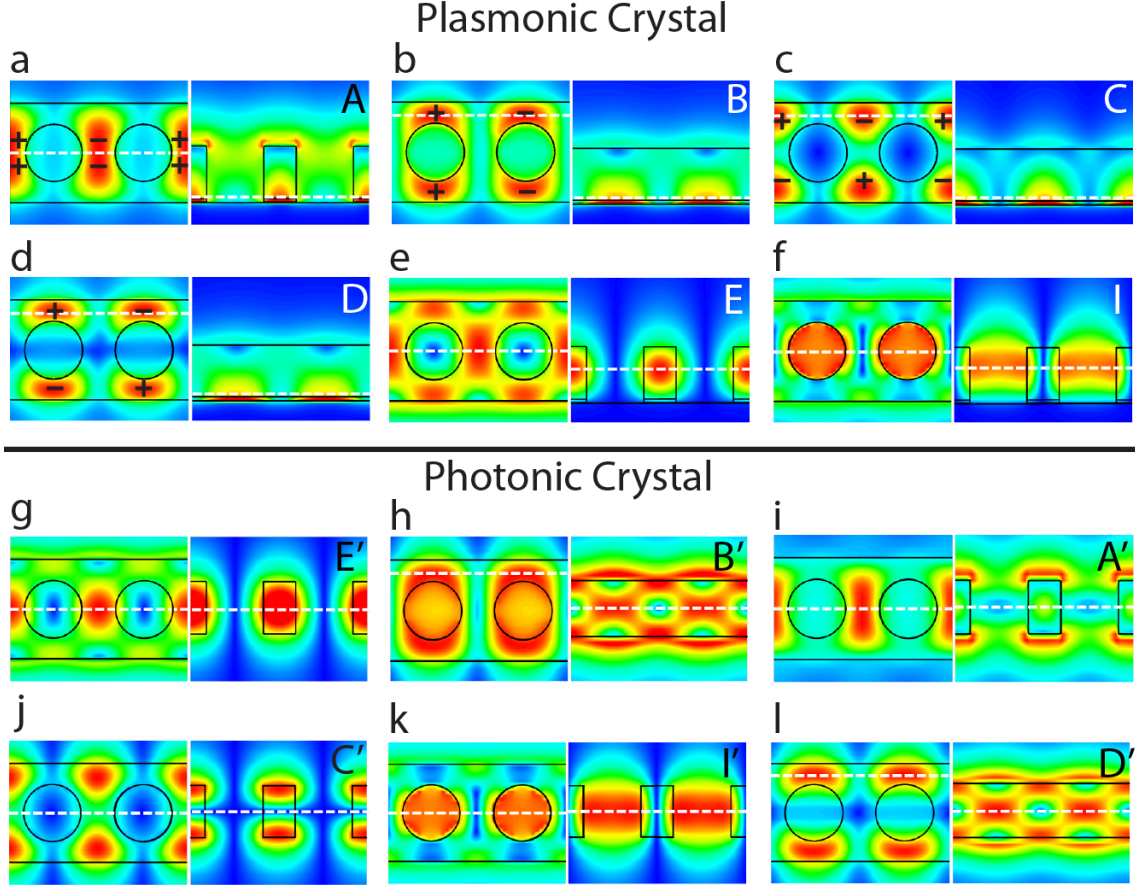 Plasmonic Crystal
a b c
A B C
+ − +
− +
+ − + −
+ − +
− + −
d e f
D E I
+ −
− +
Photonic Crystal
g h i
E′ B′ A′
j k l
C′ I′ D′